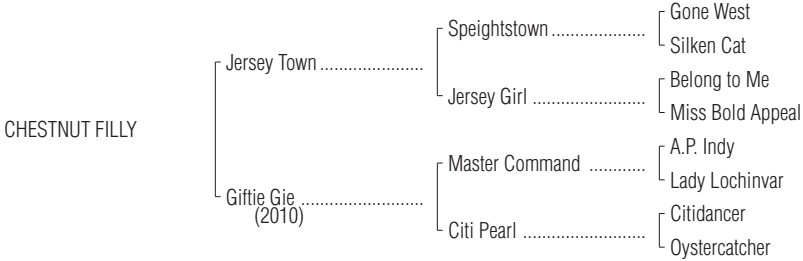 Gone West
Speightstown ....................
Silken Cat
Jersey Town ......................
Belong to Me
Jersey Girl ........................
Miss Bold Appeal
CHESTNUT FILLY
A.P. Indy
Master Command ............
Lady Lochinvar
Giftie Gie ..........................
(2010)
Citidancer
Citi Pearl ..........................
Oystercatcher